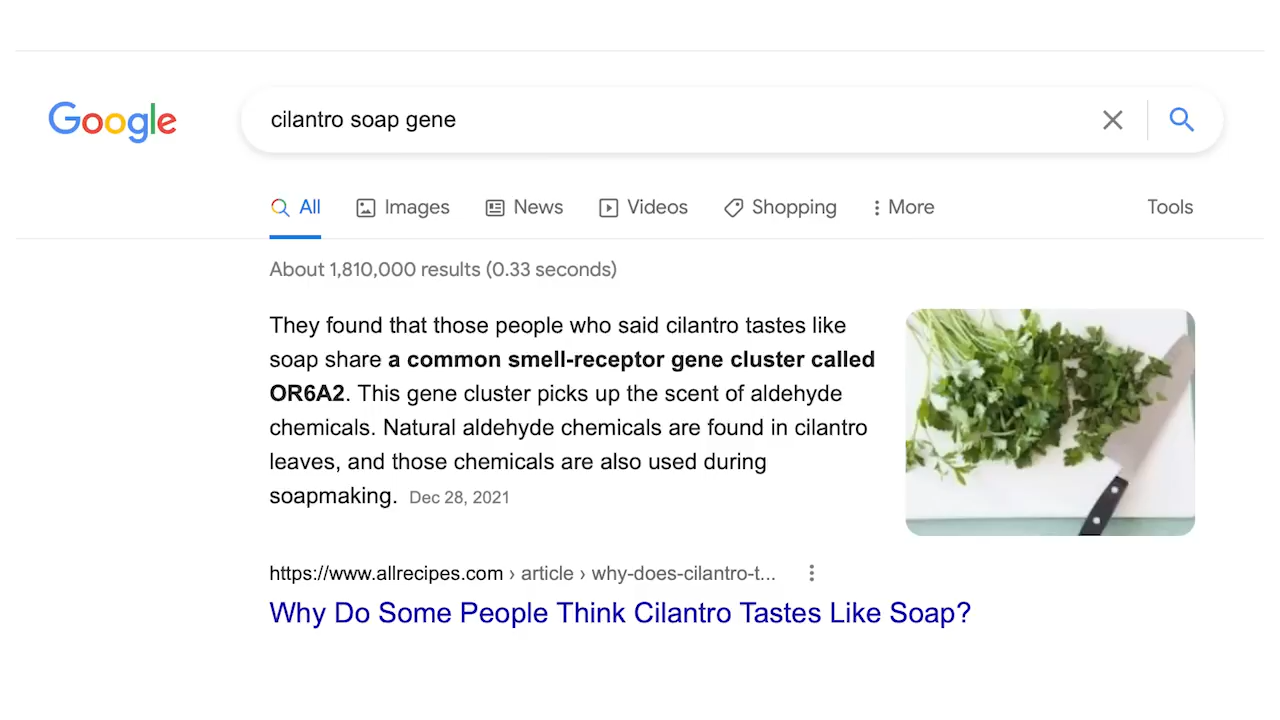 Google
cilantro soap gene
All Images News Videos Shopping More Tools
About 1,810,000 results (0.33 seconds)
They found that those people who said cilantro tastes like
soap share a common smell-receptor gene cluster called
OR6A2. This gene cluster picks up the scent of aldehyde
chemicals. Natural aldehyde chemicals are found in cilantro
leaves, and those chemicals are also used during
soapmaking. Dec 28, 2021
https://www.allrecipes.com › article › why-does-cilantro-t...
Why Do Some People Think Cilantro Tastes Like Soap?